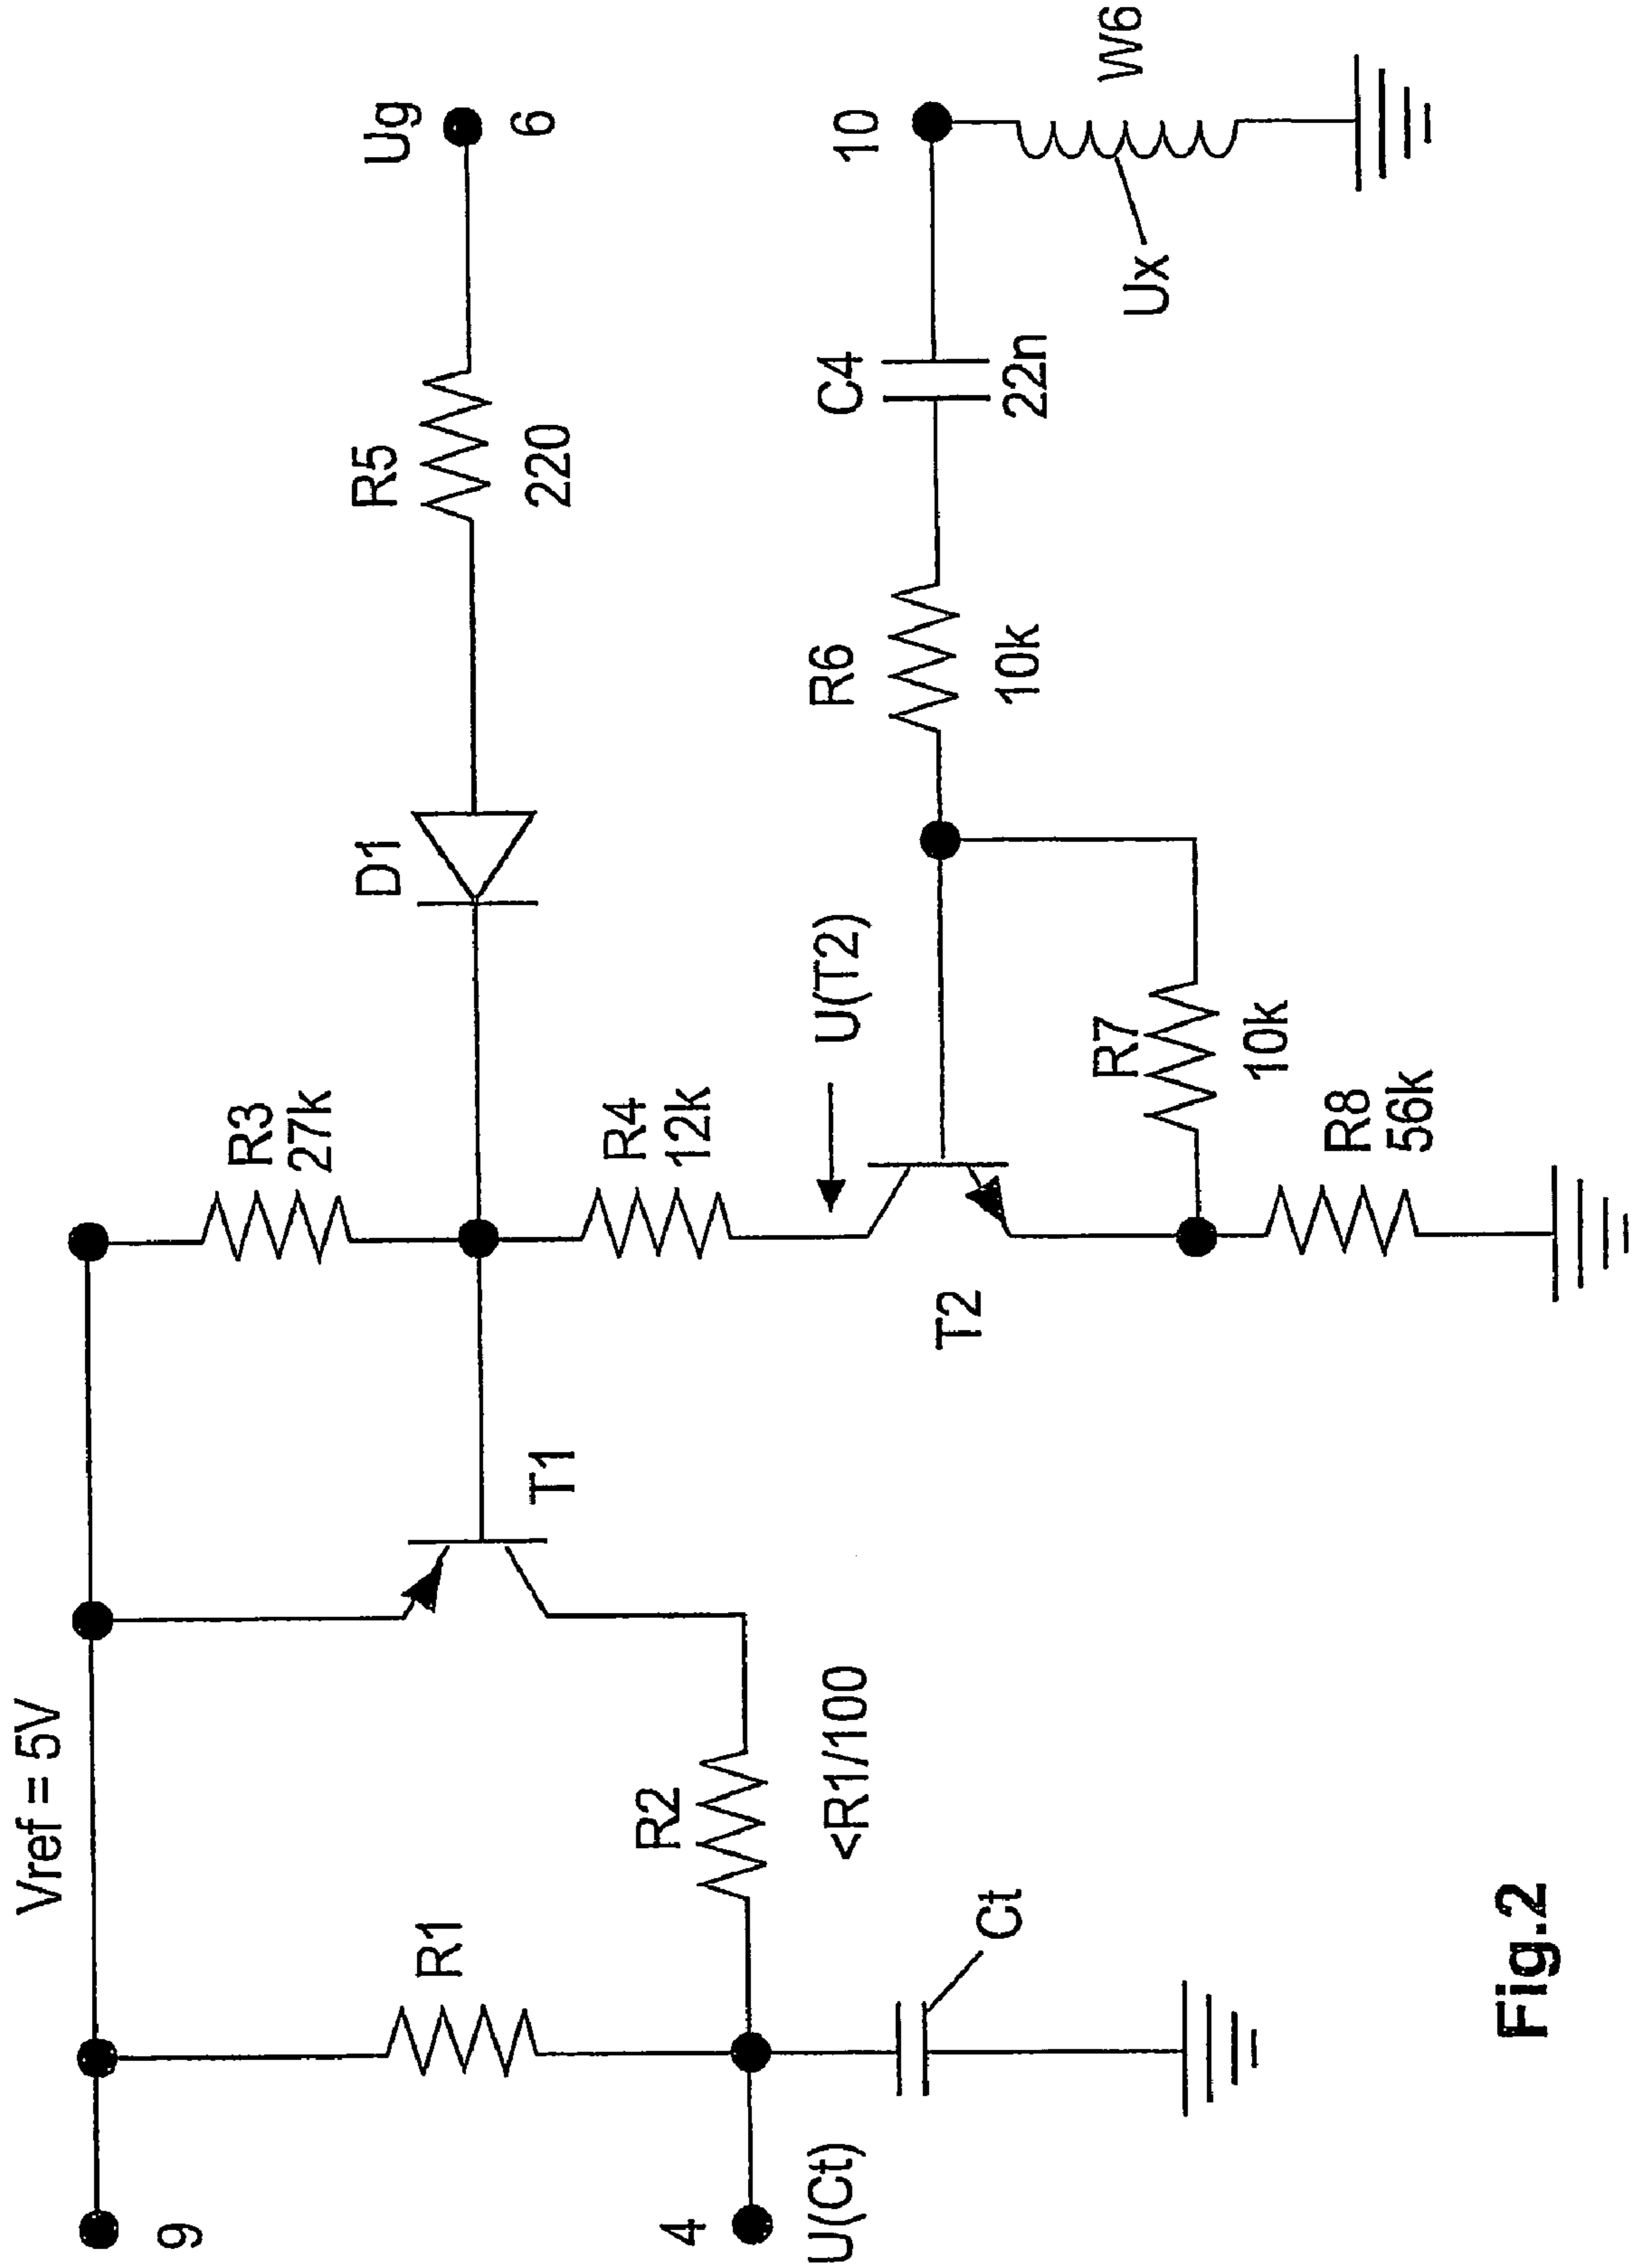 Vref = 5V
9
R1
4
U(Ct)
Ct
R2
<R1/100
T1
R3
27k
R4
12k
U(T2)
T2
D1
R5
220
Ug
6
R7
10k
R8
56k
R6
10k
C4
22n
10
Ux
W6
Fig.2